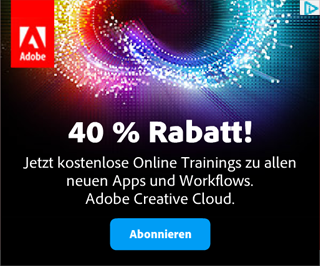 Adobe
40 % Rabatt!
Jetzt kostenlose Online Trainings zu allen
neuen Apps und Workflows.
Adobe Creative Cloud.
Abonnieren